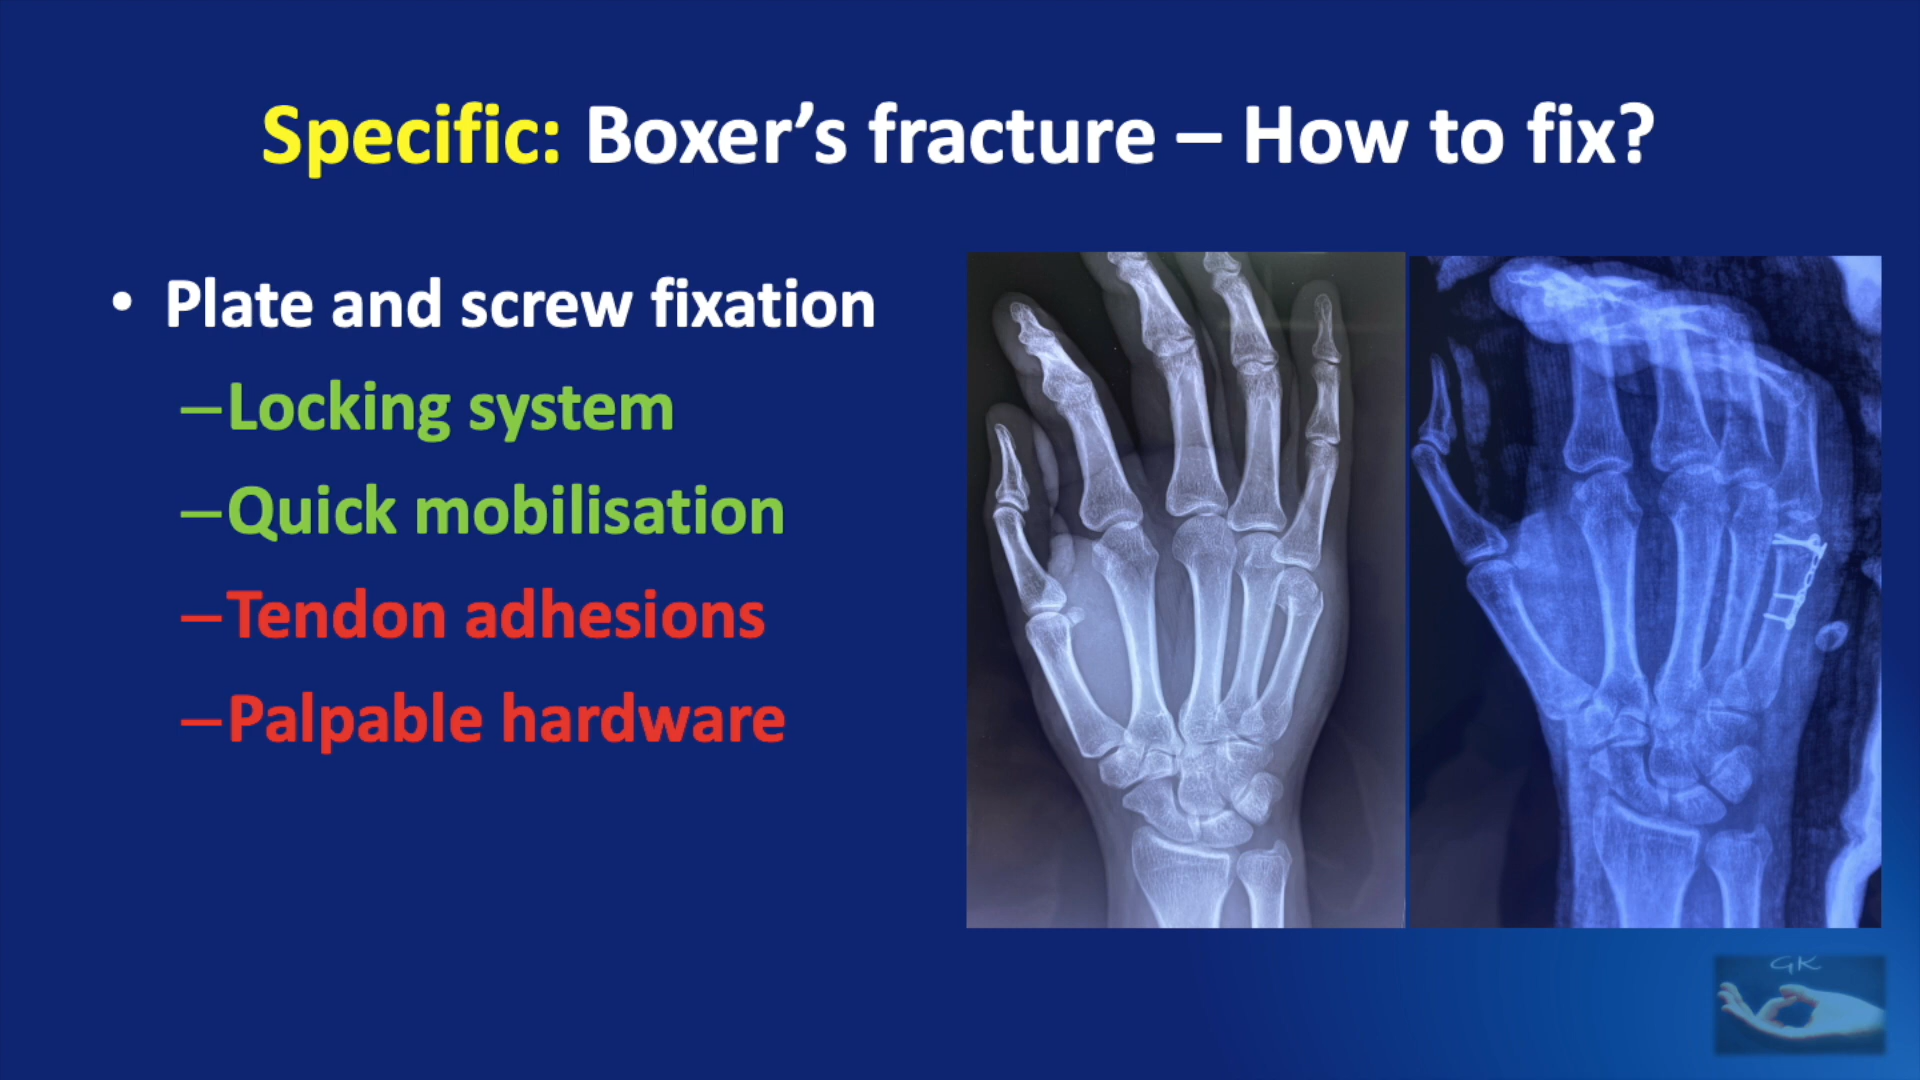 Specific: Boxer’s fracture – How to fix?
• Plate and screw fixation
–Locking system
–Quick mobilisation
–Tendon adhesions
–Palpable hardware
GK